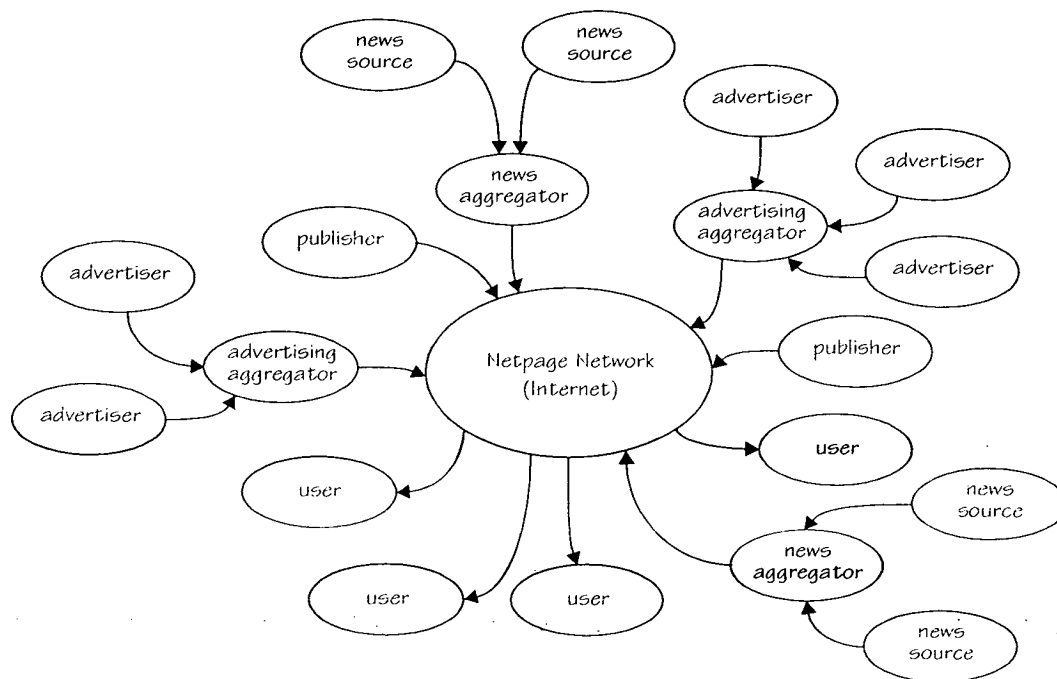 news
source
news
source
advertiser
advertiser
news
aggregator
advertising
aggregator
publisher
advertiser
advertiser
Netpage Network
(Internet)
publisher
advertising
aggregator
advertiser
user
user
news
source
news
aggregator
user
user
news
source